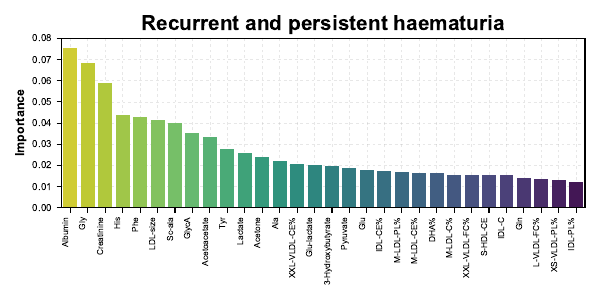 Recurrent and persistent haematuria
Importance
0.08
0.07
0.06
0.05
0.04
0.03
0.02
0.01
0.00
Albumin
Gly
Creatinine
His
Phe
LDL-size
Sc-ala
GlycA
Acetoacetate
Tyr
Lactate
Acetone
Ala
XXL-VLDL-CE%
Glu-lactate
3-Hydroxybutyrate
Pyruvate
Glu
IDL-CE%
M-LDL-PL%
M-LDL-CE%
DHA%
M-LDL-C%
XXL-VLDL-FC%
S-HDL-CE
IDL-C
Gln
L-VLDL-FC%
XS-VLDL-PL%
IDL-PL%